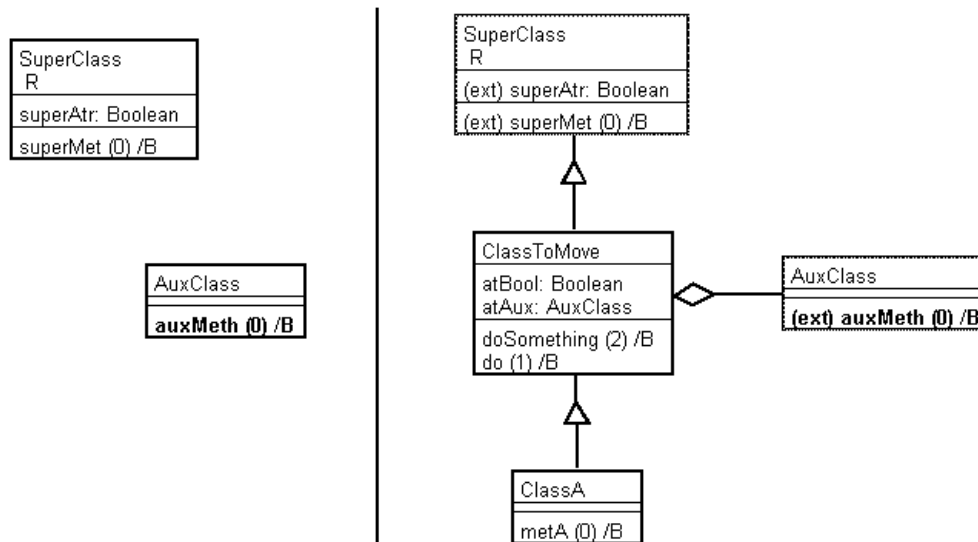 SuperClass
R
superAtr: Boolean
superMet (0) /B
AuxClass
auxMeth (0) /B
SuperClass
R
(ext) superAtr: Boolean
(ext) superMet (0) /B
ClassToMove
atBool: Boolean
atAux: AuxClass
doSomething (2) /B
do (1) /B
AuxClass
(ext) auxMeth (0) /B
ClassA
metA (0) /B